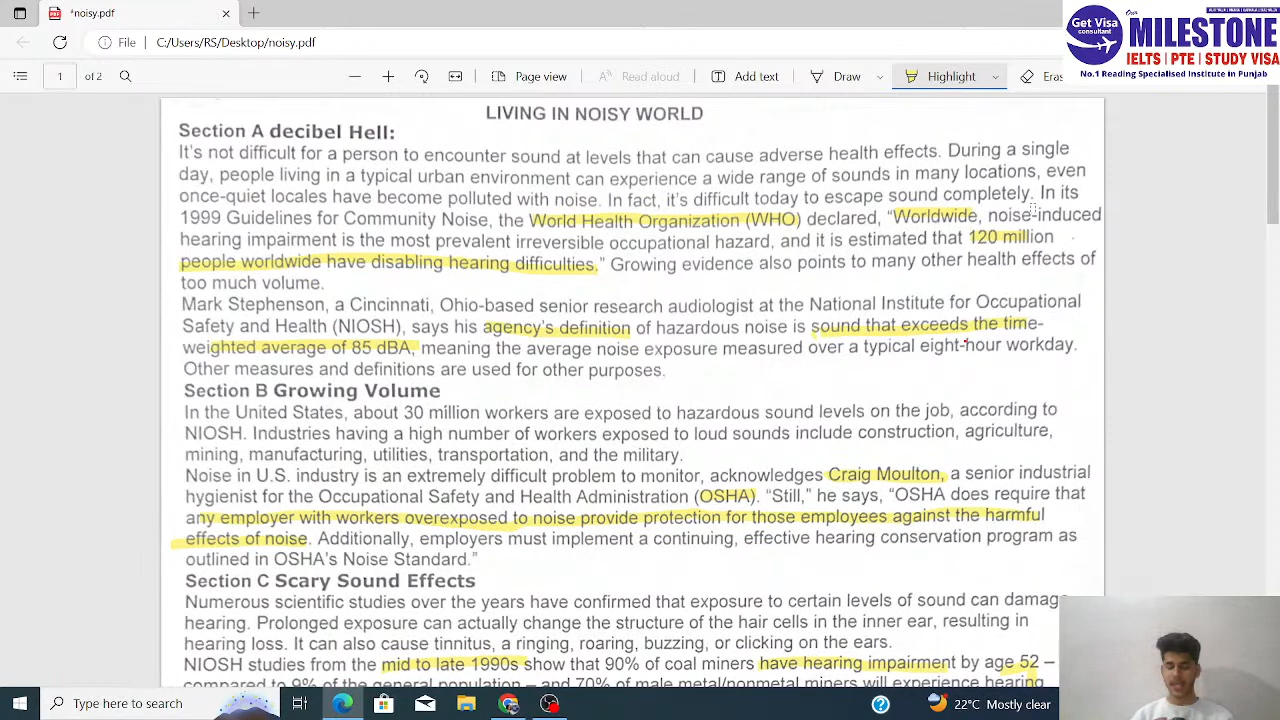 *noisy.pdf
File C:/Users/RS/Desktop/noisy.pdf
1 of 2 Page view Read aloud Add text Draw Highlight Eras
Get Visa
consultant
Our
MILESTONE
IELTS | PTE | STUDY VISA
No.1 Reading Specialised Institute in Punjab
LIVING IN NOISY WORLD
Section A decibel Hell:
It's not difficult for a person to encounter sound at levels that can cause adverse health effects. During a single
day, people living in a typical urban environment can experience a wide range of sounds in many locations, even
once-quiet locales have become polluted with noise. In fact, it's difficult today to escape sound completely. In its
1999 Guidelines for Community Noise, the World Health Organization (WHO) declared, “Worldwide, noise-induced
hearing impairment is the most prevalent irreversible occupational hazard, and it is estimated that 120 million
people worldwide have disabling hearing difficulties.” Growing evidence also points to many other health effects of
too much volume.
Mark Stephenson, a Cincinnati, Ohio-based senior research audiologist at the National Institute for Occupational
Safety and Health (NIOSH), says his agency's definition of hazardous noise is sound that exceeds the time-
weighted average of 85 dBA, meaning the average noise exposure measured over a typical eight-hour workday.
Other measures and definitions are used for other purposes.
Section B Growing Volume
In the United States, about 30 million workers are exposed to hazardous sound levels on the job, according to
NIOSH. Industries having a high number of workers exposed to loud sounds include construction, agriculture,
mining, manufacturing, utilities, transportation, and the military.
Noise in U.S. industry is an extremely difficult problem to monitor, acknowledges Craig Moulton, a senior industrial
hygienist for the Occupational Safety and Health Administration (OSHA). “Still,” he says, “OSHA does require that
any employer with workers overexposed to noise provide protection for those employees against the harmful
effects of noise. Additionally, employers must implement a continuing, effective hearing conservation program as
outlined in OSHA's Noise Standard.”
Section C Scary Sound Effects
Numerous scientific studies over the years have confirmed that exposure to certain levels of sound can damage
hearing. Prolonged exposure can actually change the structure of the hair cells in the inner ear, resulting in
hearing loss. It can also cause tinnitus, a ringing, roaring, buzzing, or clicking on the ears.
NIOSH studies from the mid to late 1990s show that 90% of coal miners have hearing impairment by age 52 –
compared to 9% of the general population – and 70% of male metal/nonmetal miners will experience hearing
Type here to search
22°C Mostly clear